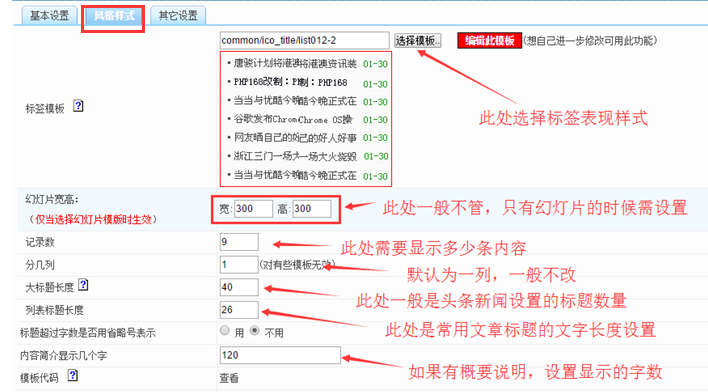 基本设置 风格样式 其它设置
common/ico_title/list012-2 选择模板.. 编辑此模板 (想自己进一步修改可用此功能)
此处选择标签表现样式
标签模板 ?
·唐骏计划将港澳将港澳资讯装 01-30
·PHP168改制：P制：PHP168 01-30
·当当与优酷今晚酷今晚正式在 01-30
·谷歌发布ChromChrome OS操 01-30
·网友晒自己的好己的好人好事 01-30
·浙江三门一场大一场大火烧毁 01-30
·当当与优酷今晚酷今晚正式在 01-30
幻灯片宽高:
（仅当选择幻灯片模版时生效）
宽: 300 高: 300
此处一般不管，只有幻灯片的时候需设置
记录数 9
此处需要显示多少条内容
分几列 1 (对有些模板无效)
默认为一列，一般不改
大标题长度 ? 40
此处一般是头条新闻设置的标题数量
列表标题长度 26
此处是常用文章标题的文字长度设置
标题超过字数是否用省略号表示 用 不用
内容简介显示几个字 120
如果有概要说明，设置显示的字数
模板代码 ? 查看